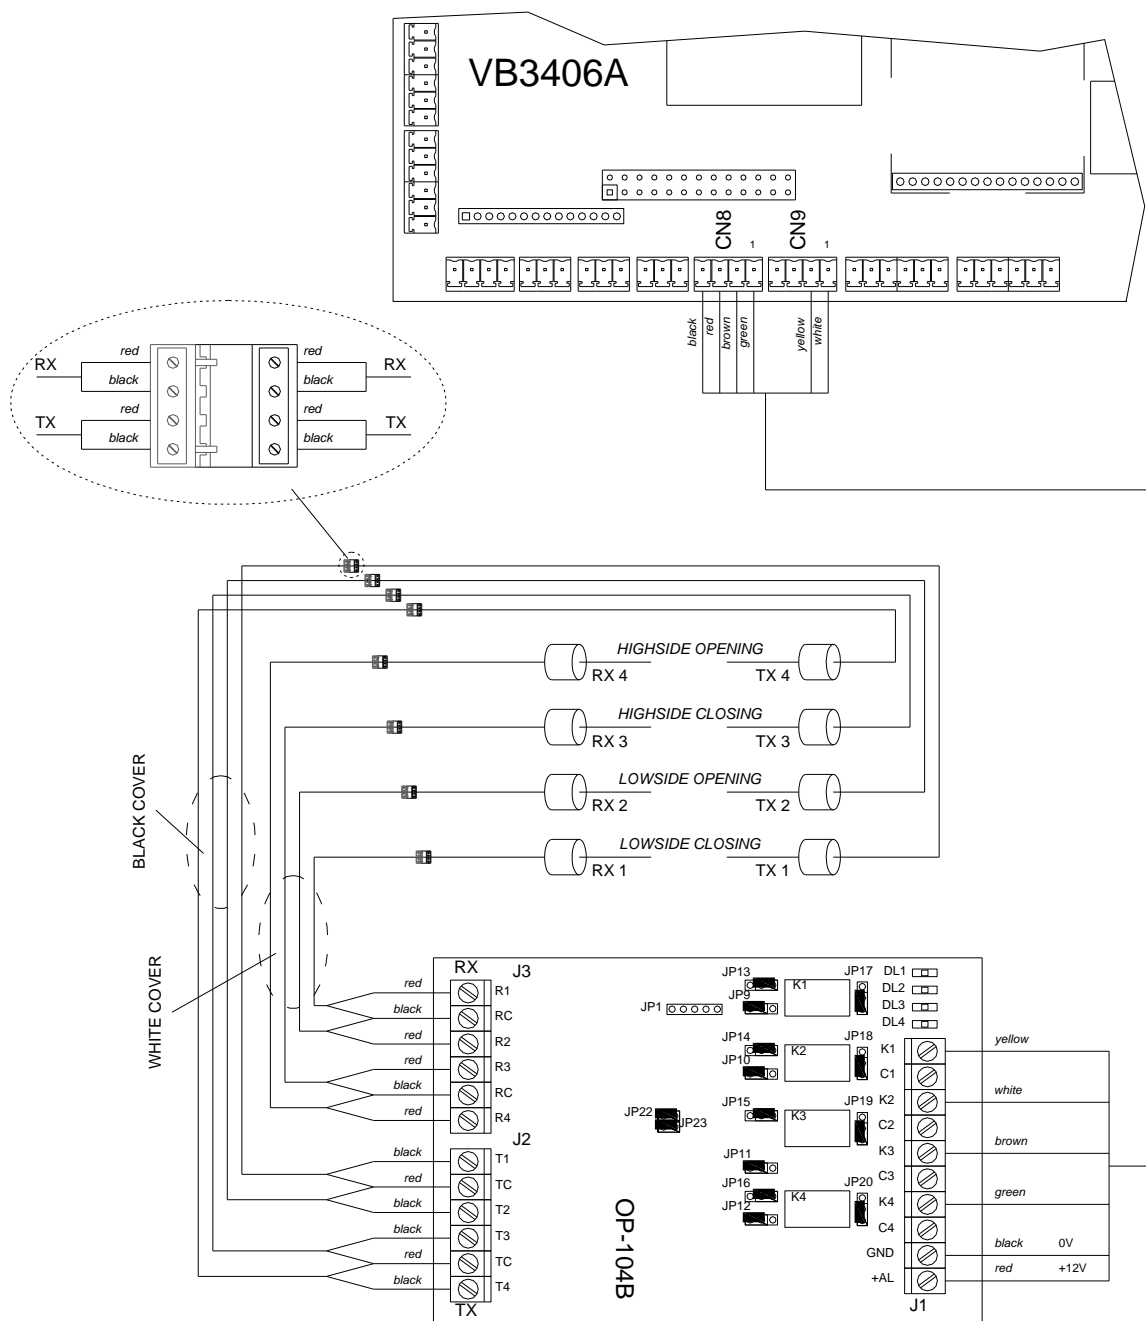 VB3406A
CN8
1
CN9
1
black
red
brown
green
yellow
white
red
red
RX
RX
black
black
red
red
TX
TX
black
black
HIGHSIDE OPENING
RX 4
TX 4
HIGHSIDE CLOSING
RX 3
TX 3
LOWSIDE OPENING
RX 2
TX 2
LOWSIDE CLOSING
RX 1
TX 1
BLACK COVER
WHITE COVER
RX
J3
red
R1
black
RC
red
R2
red
R3
black
RC
red
R4
J2
black
T1
red
TC
black
T2
black
T3
red
TC
black
T4
TX
JP1
JP13
JP9
K1
JP17
JP14
JP10
K2
JP18
JP15
K3
JP19
JP22
JP23
JP11
JP16
JP12
K4
JP20
OP-104B
DL1
DL2
DL3
DL4
K1
yellow
C1
K2
white
C2
K3
brown
C3
K4
green
C4
GND
black
0V
+AL
red
+12V
J1